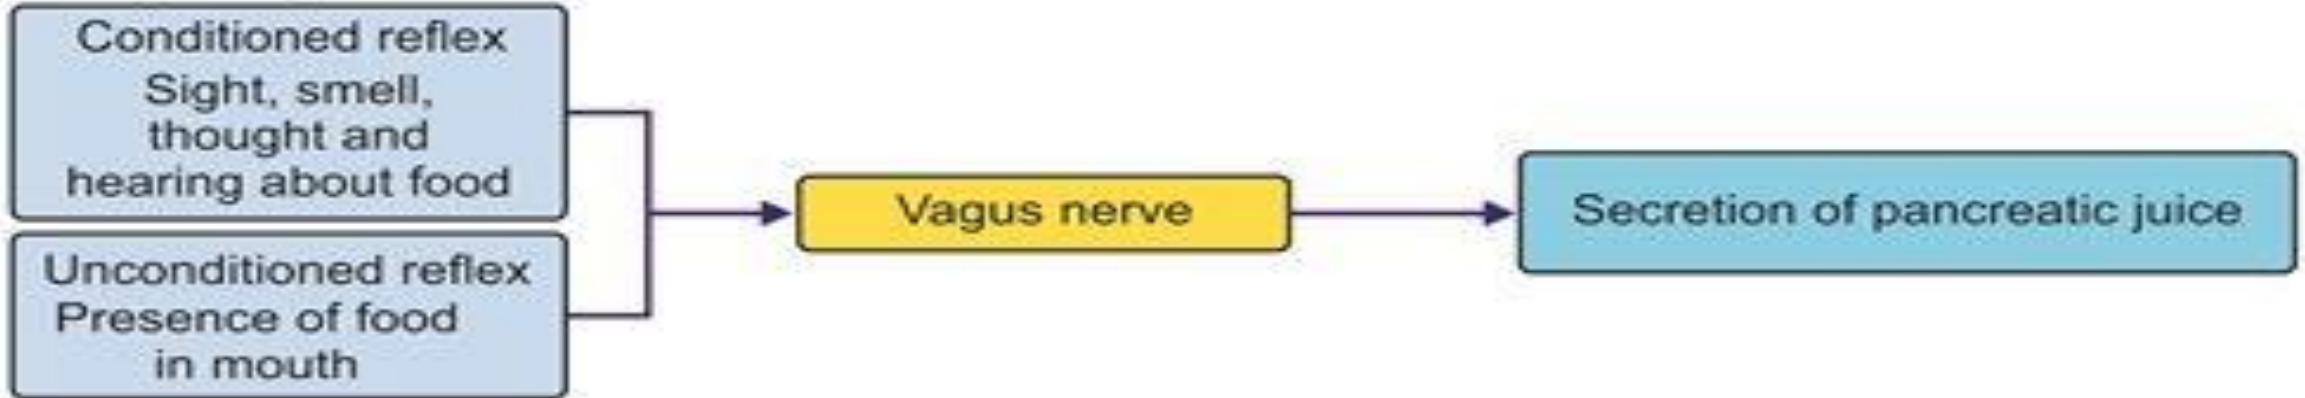 Conditioned reflex
Sight, smell,
thought and
hearing about food
Unconditioned reflex
Presence of food
in mouth
Vagus nerve
Secretion of pancreatic juice